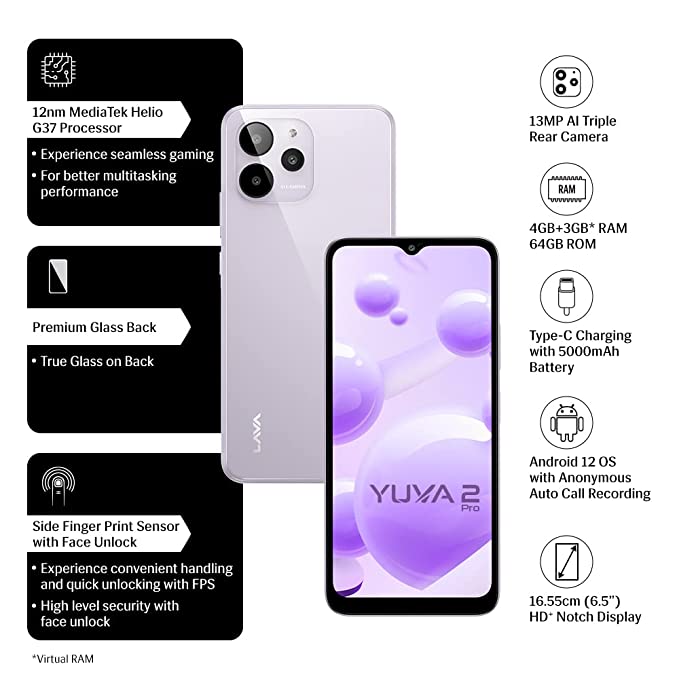 12nm MediaTek Helio
G37 Processor
• Experience seamless gaming
• For better multitasking
performance
Premium Glass Back
• True Glass on Back
Side Finger Print Sensor
with Face Unlock
• Experience convenient handling
and quick unlocking with FPS
• High level security with
face unlock
*Virtual RAM
LAVA
YUVA 2
Pro
13MP AI Triple
Rear Camera
RAM
4GB+3GB* RAM
64GB ROM
Type-C Charging
with 5000mAh
Battery
Android 12 OS
with Anonymous
Auto Call Recording
16.55cm (6.5")
HD+ Notch Display